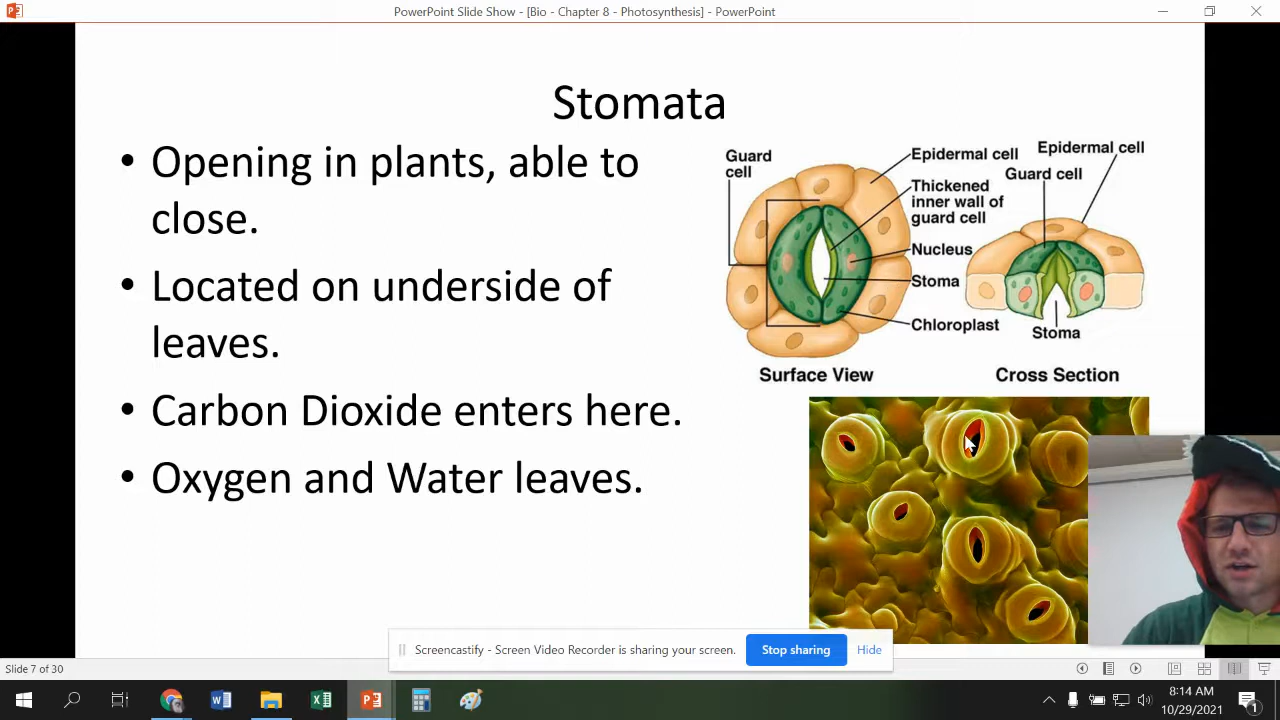 PowerPoint Slide Show - [Bio - Chapter 8 - Photosynthesis] - PowerPoint
Stomata
• Opening in plants, able to
close.
• Located on underside of
leaves.
• Carbon Dioxide enters here.
• Oxygen and Water leaves.
Guard
cell
Epidermal cell
Thickened
inner wall of
guard cell
Nucleus
Stoma
Chloroplast
Surface View
Epidermal cell
Guard cell
Stoma
Cross Section
Screencastify - Screen Video Recorder is sharing your screen.
Stop sharing
Hide
Slide 7 of 30
8:14 AM
10/29/2021
1